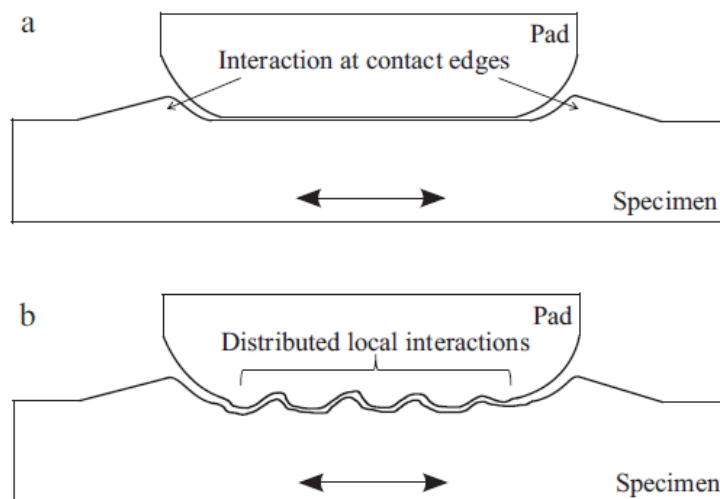 a
Pad
Interaction at contact edges
Specimen
b
Pad
Distributed local interactions
Specimen